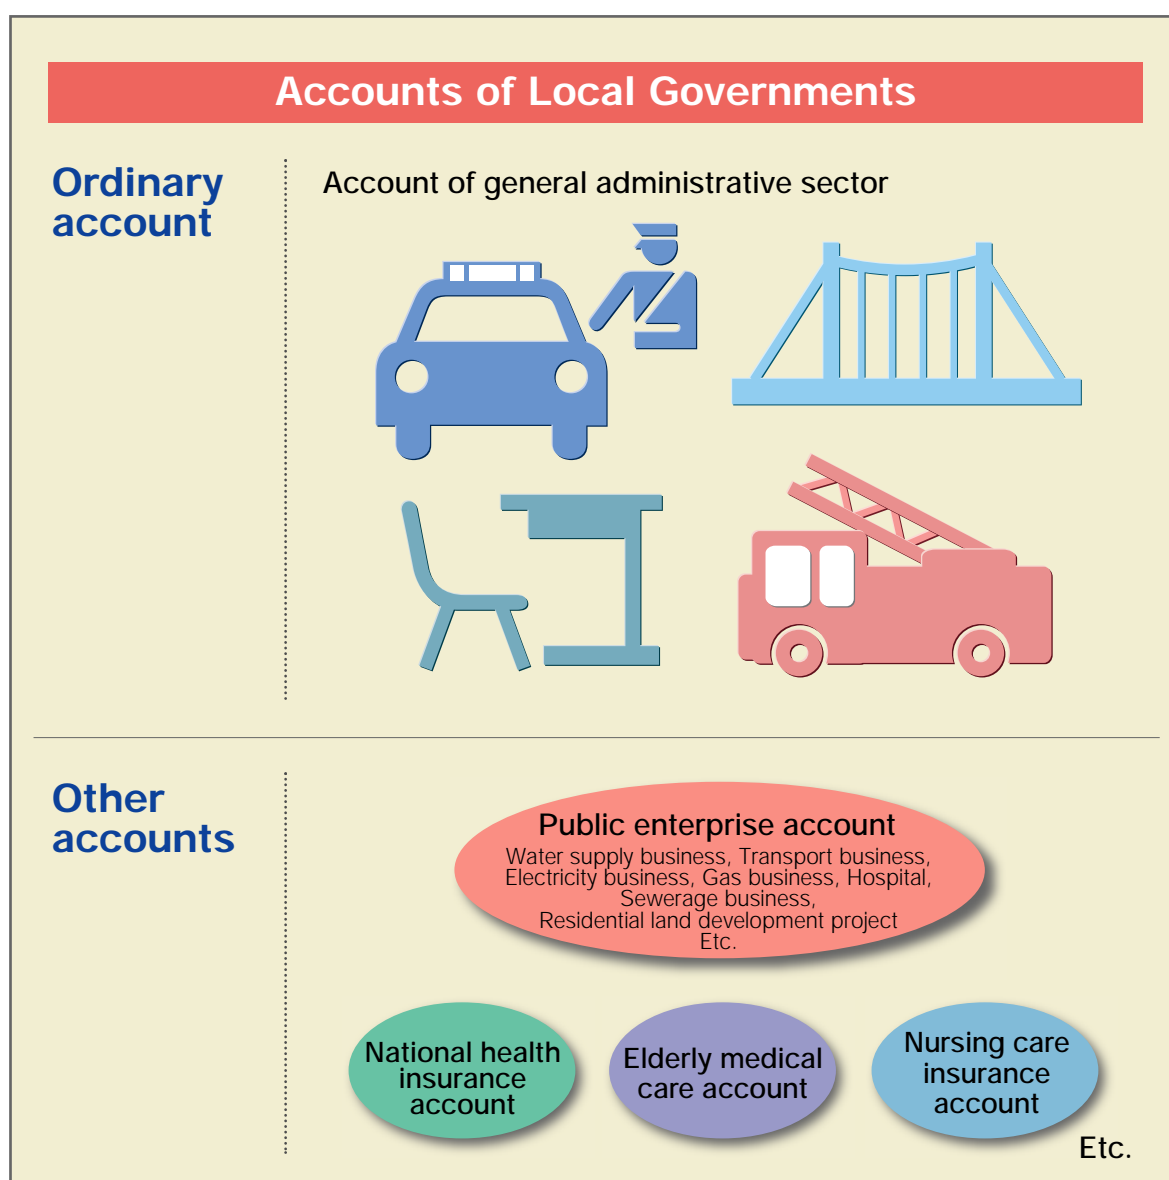 Accounts of Local Governments
Ordinary
account
Account of general administrative sector
Other
accounts
Public enterprise account
Water supply business, Transport business,
Electricity business, Gas business, Hospital,
Sewerage business,
Residential land development project
Etc.
National health
insurance
account
Elderly medical
care account
Nursing care
insurance
account
Etc.